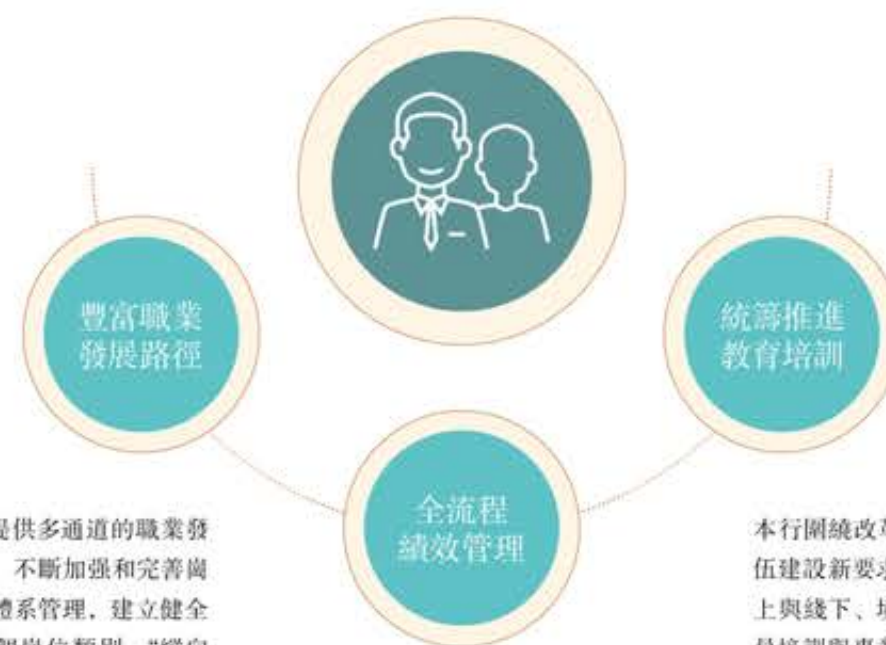 豐富職業
發展路徑
統籌推進
教育培訓
全流程
績效管理
提供多通道的職業發
不斷加强和完善崗
體系管理，建立健全
本行圍繞改
伍建設新要求
上與綫下、